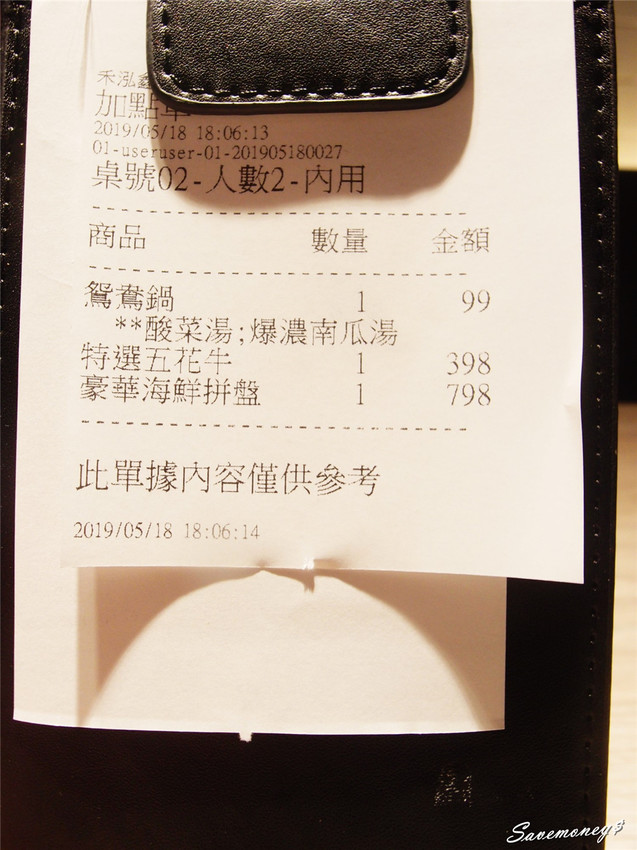 禾泓鑫
加點單
2019/05/18 18:06:13
01-useruser-01-201905180027
桌號02-人數2-內用
商品 數量 金額
鴛鴦鍋 1 99
**酸菜湯;爆濃南瓜湯
特選五花牛 1 398
豪華海鮮拼盤 1 798
此單據內容僅供參考
2019/05/18 18:06:14
Savemoney$